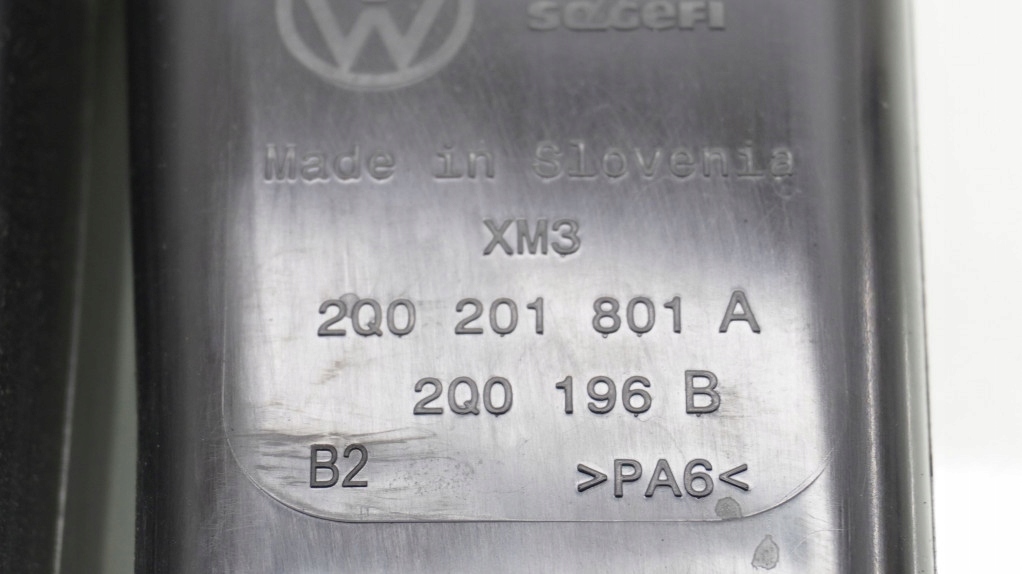 SOGEFI
Made in Slovenia
XM3
2Q0 201 801 A
2Q0 196 B
B2 >PA6<